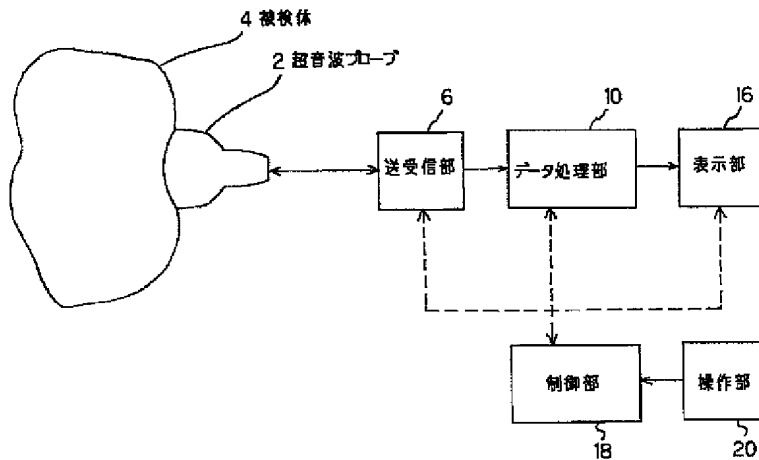 4 被検体
2 超音波プローブ
6
10
16
送受信部
データ処理部
表示部
制御部
操作部
18
20